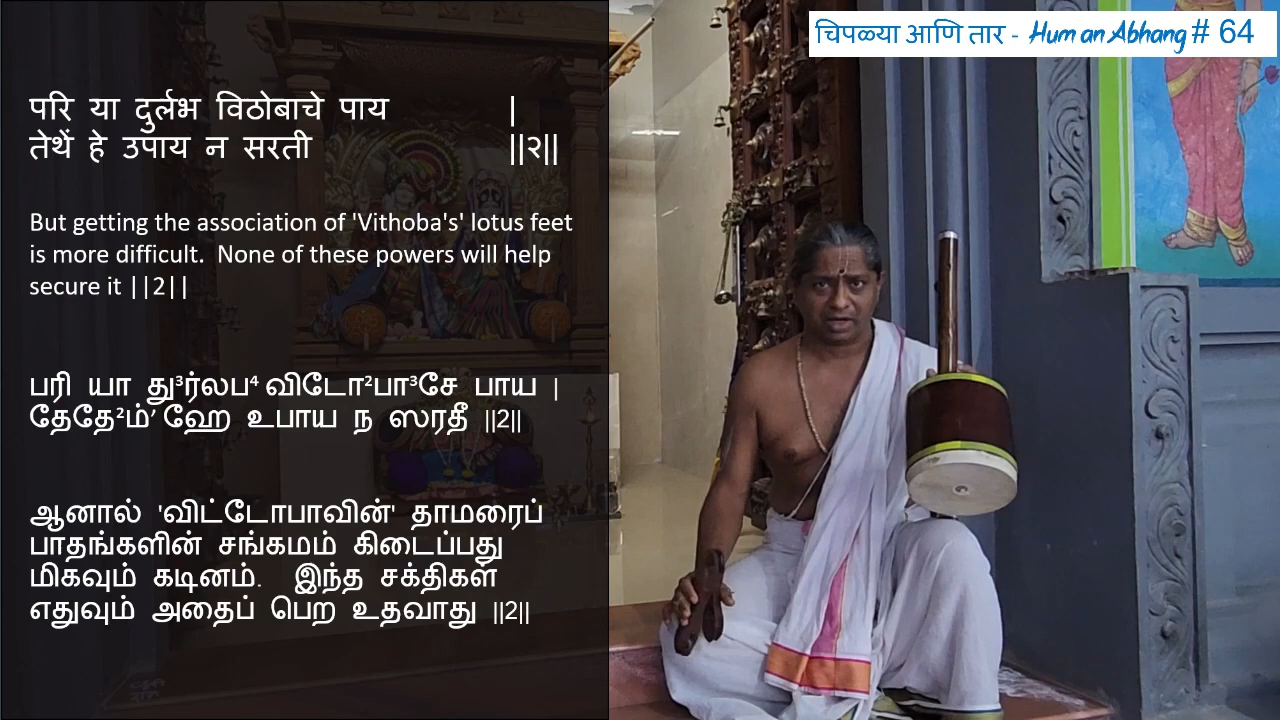 चिपळ्या आणि तार - Hum an Abhang # 64
परि या दुर्लभ विठोबाचे पाय |
तेथें हे उपाय न सरती ||२||
But getting the association of 'Vithoba's' lotus feet
is more difficult. None of these powers will help
secure it ||2||
பரி யா து³ர்லப⁴ விடோ²பா³சே பாய |
தேதே²ம்ʼ ஹே உபாய ந ஸரதீ ||2||
ஆனால் 'விட்டோபாவின்' தாமரைப்
பாதங்களின் சங்கமம் கிடைப்பது
மிகவும் கடினம். இந்த சக்திகள்
எதுவும் அதைப் பெற உதவாது ||2||